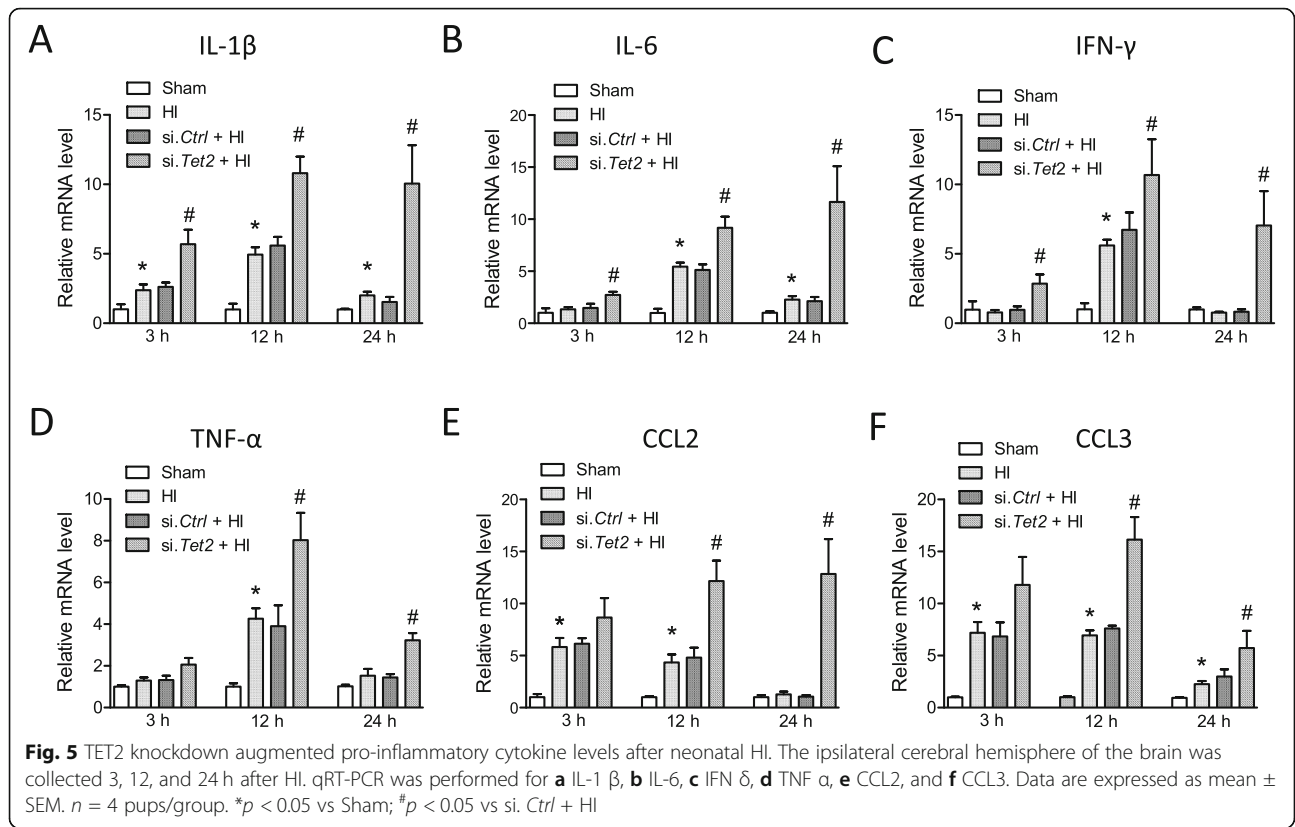 A
IL-1β
Sham
HI
si.Ctrl + HI
si.Tet2 + HI
Relative mRNA level
15
10
5
0
*
#
*
#
*
#
3 h
12 h
24 h
B
IL-6
Sham
HI
si.Ctrl + HI
si.Tet2 + HI
Relative mRNA level
20
15
10
5
0
#
*
#
*
#
3 h
12 h
24 h
C
IFN-γ
Sham
HI
si.Ctrl + HI
si.Tet2 + HI
Relative mRNA level
15
10
5
0
#
*
#
#
3 h
12 h
24 h
D
TNF-α
Sham
HI
si.Ctrl + HI
si.Tet2 + HI
Relative mRNA level
10
8
6
4
2
0
*
#
#
3 h
12 h
24 h
E
CCL2
Sham
HI
si.Ctrl + HI
si.Tet2 + HI
Relative mRNA level
20
15
10
5
0
*
*
#
#
3 h
12 h
24 h
F
CCL3
Sham
HI
si.Ctrl + HI
si.Tet2 + HI
Relative mRNA level
20
15
10
5
0
*
*
#
*
#
3 h
12 h
24 h
Fig. 5 TET2 knockdown augmented pro-inflammatory cytokine levels after neonatal HI. The ipsilateral cerebral hemisphere of the brain was
collected 3, 12, and 24 h after HI. qRT-PCR was performed for a IL-1 β, b IL-6, c IFN δ, d TNF α, e CCL2, and f CCL3. Data are expressed as mean ±
SEM. n = 4 pups/group. *p < 0.05 vs Sham; #p < 0.05 vs si. Ctrl + HI